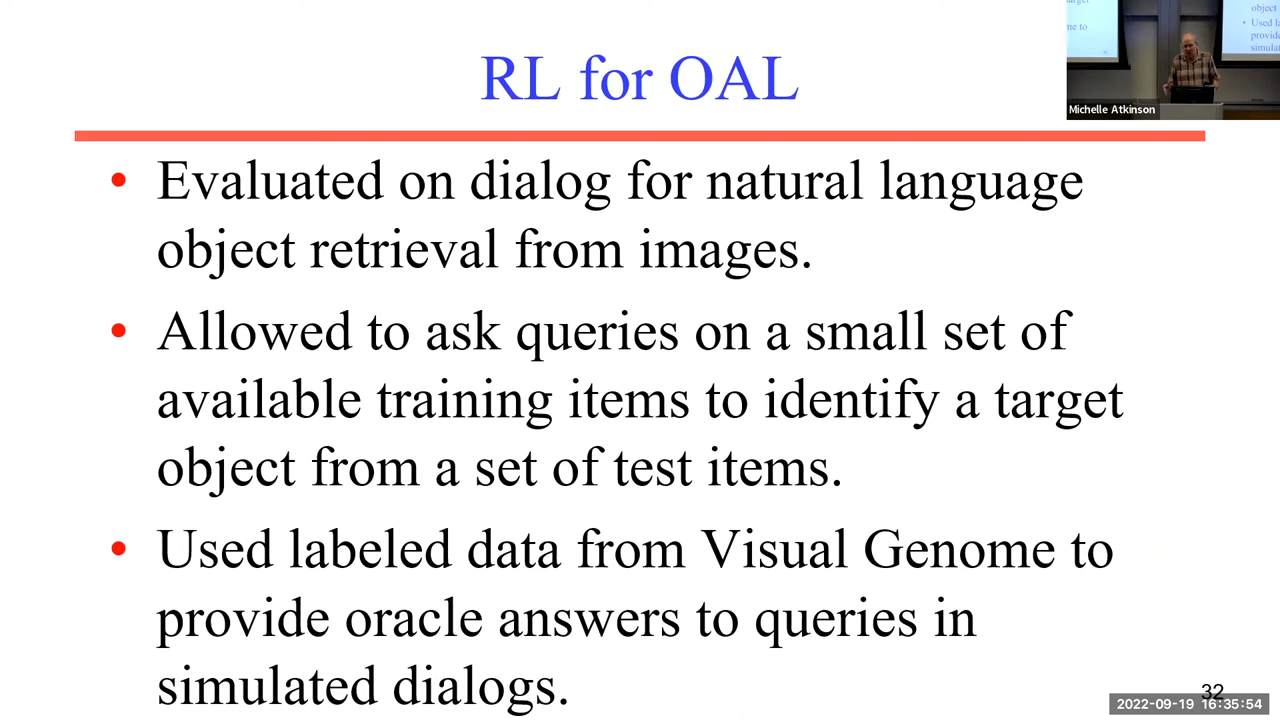 RL for OAL
Michelle Atkinson
• Evaluated on dialog for natural language
object retrieval from images.
• Allowed to ask queries on a small set of
available training items to identify a target
object from a set of test items.
• Used labeled data from Visual Genome to
provide oracle answers to queries in
simulated dialogs.
32
2022-09-19 16:35:54